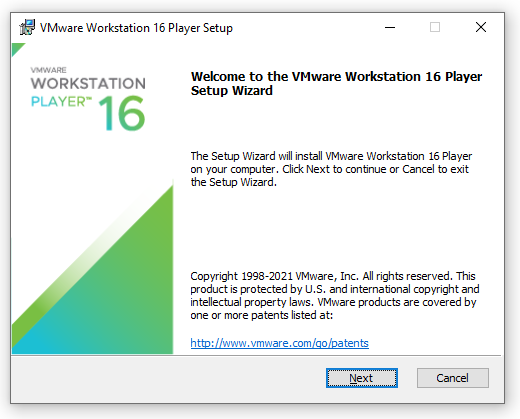 VMware Workstation 16 Player Setup
VMWARE
WORKSTATION
PLAYER™ 16
Welcome to the VMware Workstation 16 Player
Setup Wizard
The Setup Wizard will install VMware Workstation 16 Player
on your computer. Click Next to continue or Cancel to exit
the Setup Wizard.
Copyright 1998-2021 VMware, Inc. All rights reserved. This
product is protected by U.S. and international copyright and
intellectual property laws. VMware products are covered by
one or more patents listed at:
http://www.vmware.com/go/patents
Next
Cancel